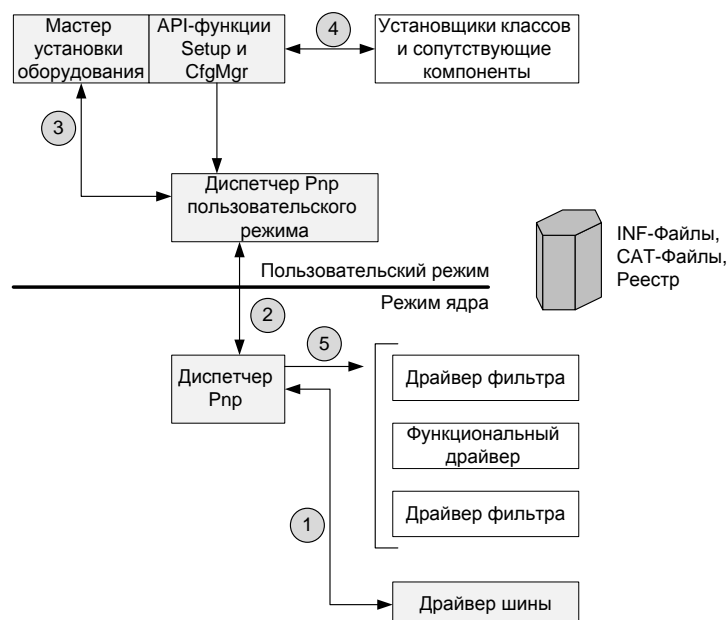 Мастер
установки
оборудования
API-функции
Setup и
CfgMgr
4
Установщики классов
и сопутствующие
компоненты
3
Диспетчер Pnp
пользовательского
режима
INF-Файлы,
CAT-Файлы,
Реестр
Пользовательский режим
Режим ядра
2
5
Диспетчер
Pnp
Драйвер фильтра
Функциональный
драйвер
Драйвер фильтра
1
Драйвер шины